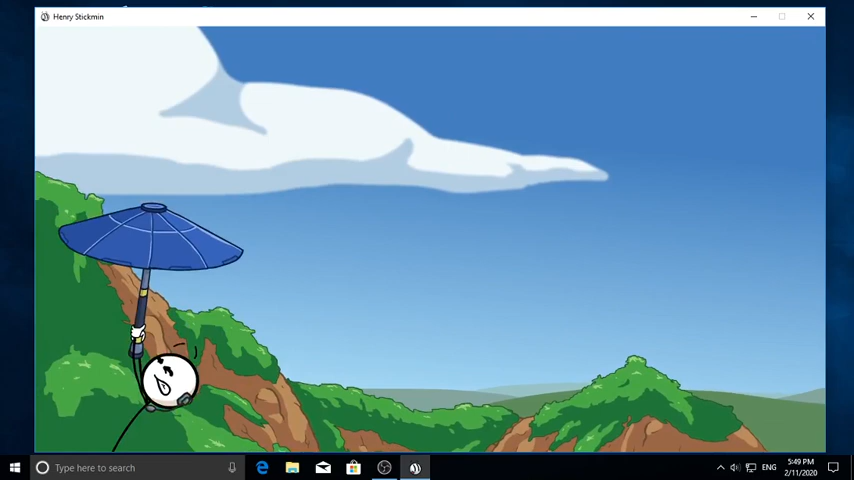 Henry Stickmin
Type here to search
ENG
5:49 PM
2/11/2020